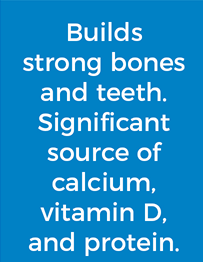 Builds
strong bones
and teeth.
Significant
source of
calcium,
vitamin D,
and protein.